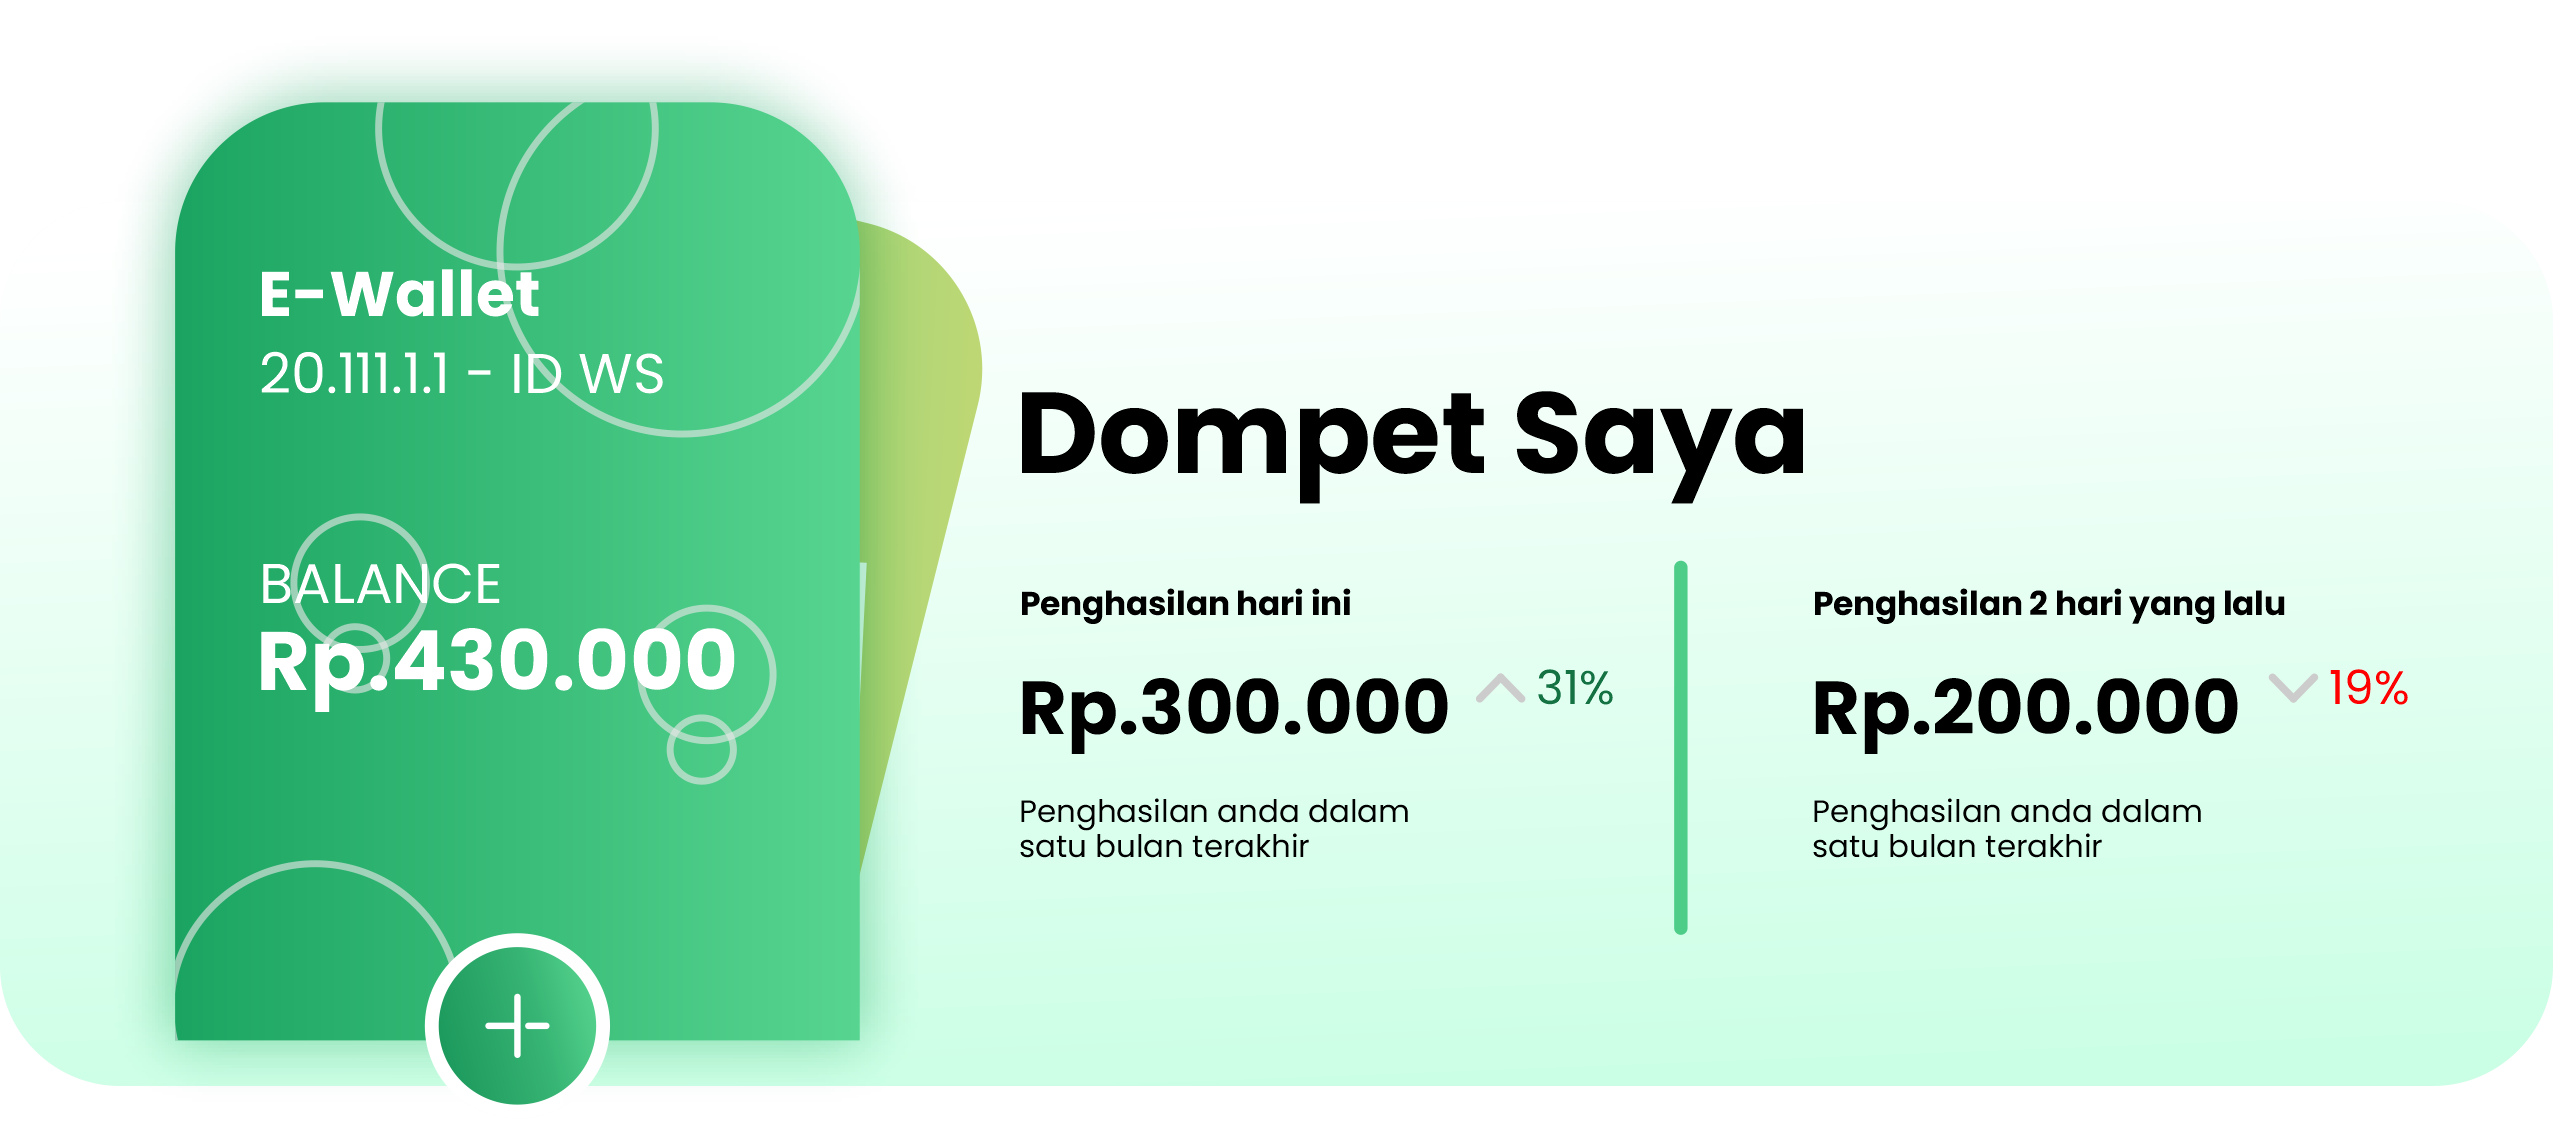 E-Wallet
20.111.1.1 - ID WS
BALANCE
Rp.430.000
Dompet Saya
Penghasilan hari ini
Rp.300.000 31%
Penghasilan anda dalam
satu bulan terakhir
Penghasilan 2 hari yang lalu
Rp.200.000 19%
Penghasilan anda dalam
satu bulan terakhir